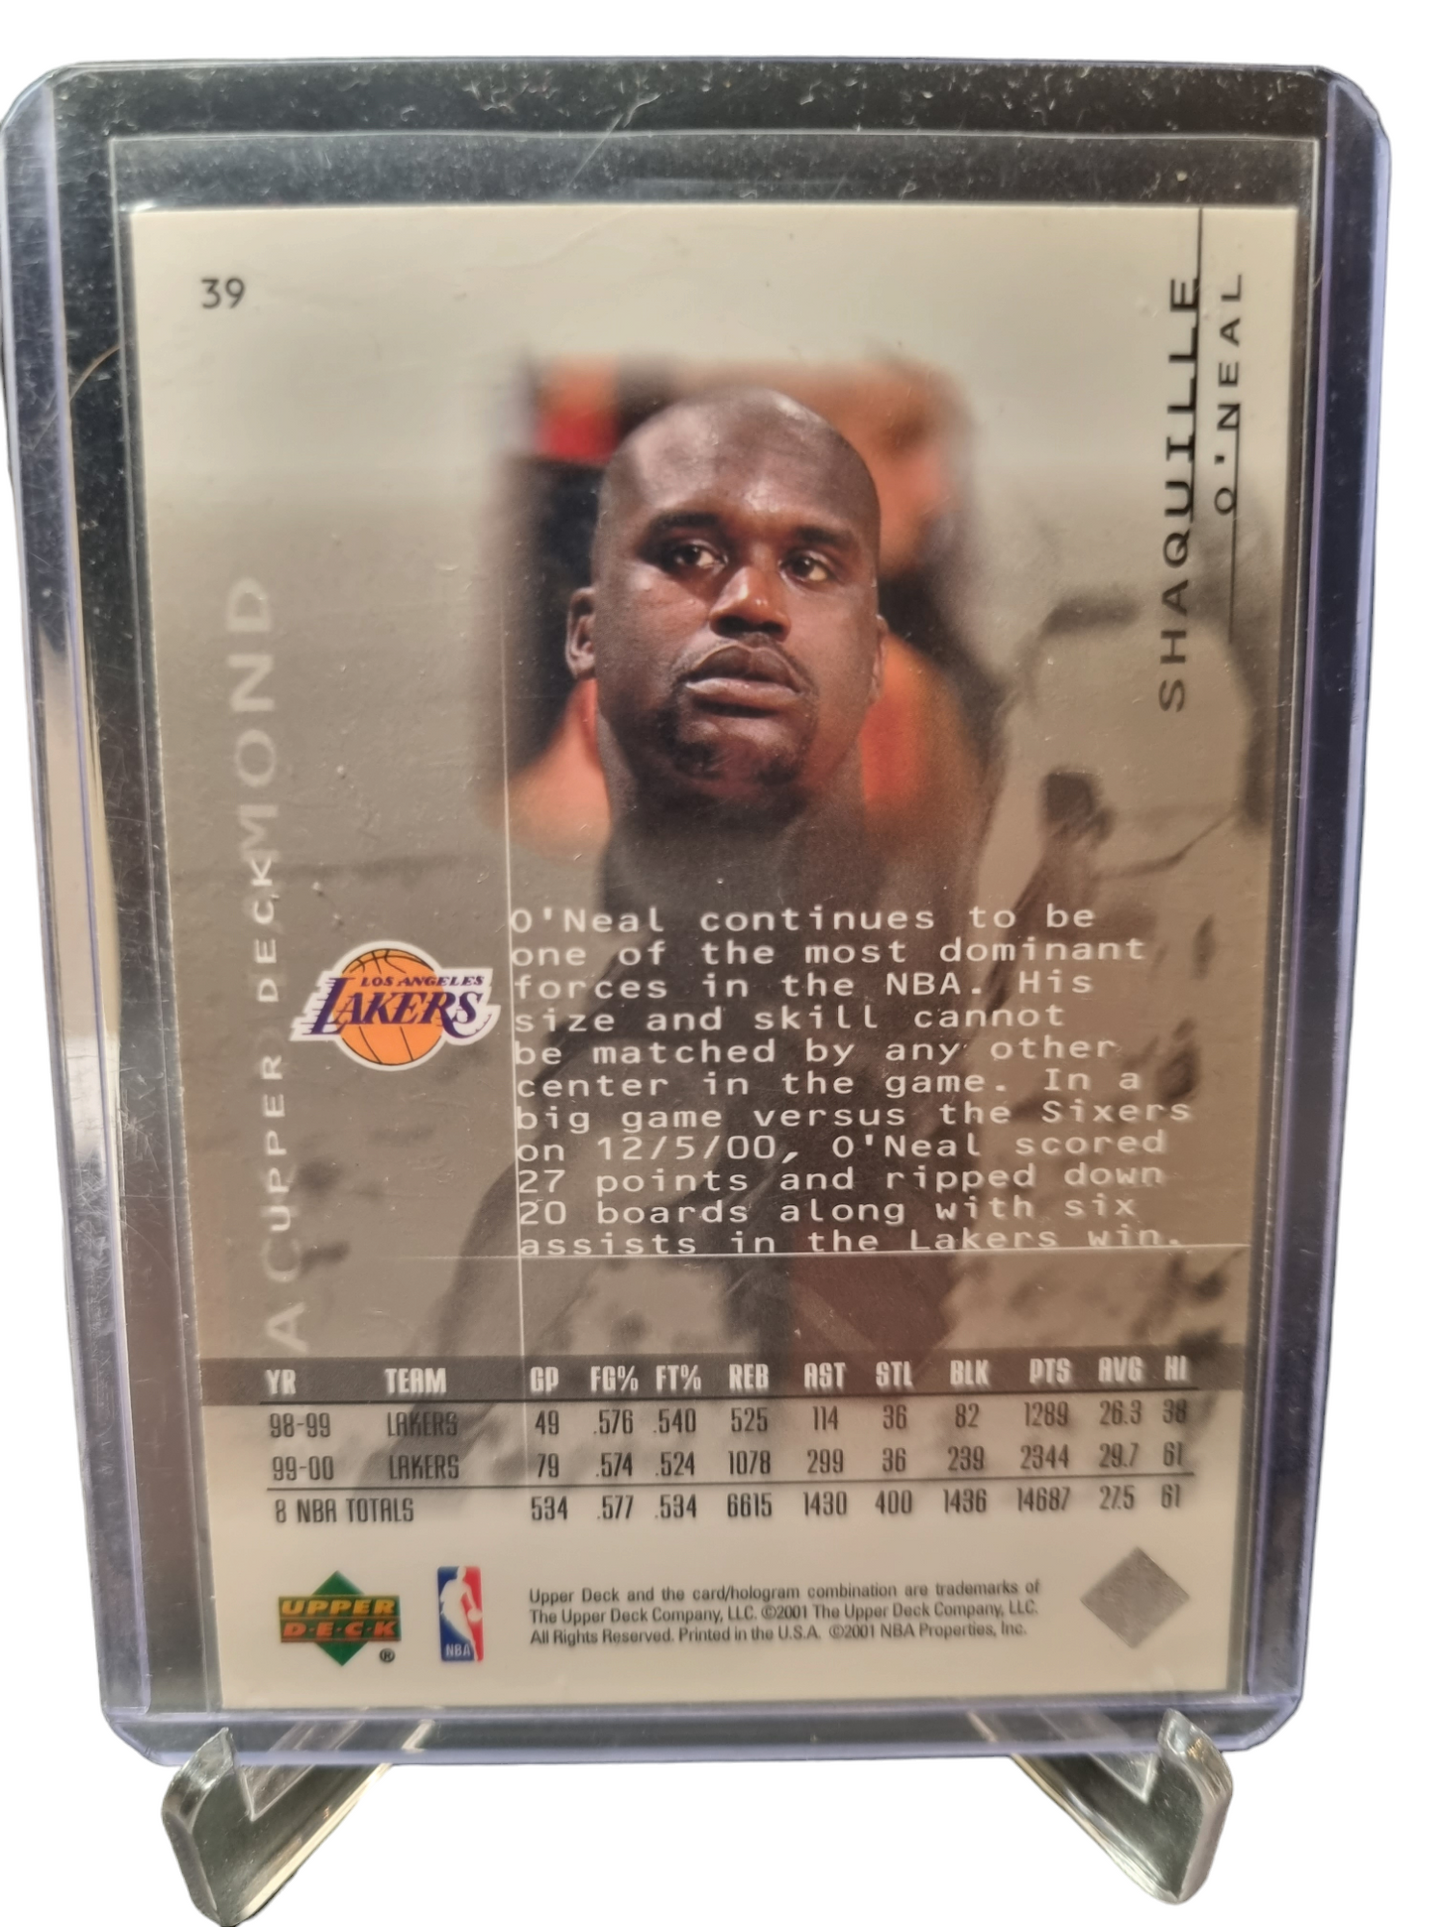 39
SHAQUILLE
O'NEAL
UPPER DECK
LOS ANGELES
LAKERS
O'Neal continues to be
one of the most dominant
forces in the NBA. His
size and skill cannot
be matched by any other
center in the game. In a
big game versus the Sixers
on 12/5/00, O'Neal scored
27 points and ripped down
20 boards along with six
assists in the Lakers win.
YR TEAM GP FG% FT% REB AST STL BLK PTS AVG HI
98-99 LAKERS 49 .576 .540 525 114 36 82 1289 26.3 38
99-00 LAKERS 79 .574 .524 1078 299 36 239 2344 29.7 61
8 NBA TOTALS 534 .577 .534 6615 1430 400 1436 14687 27.5 61
UPPER
D·E·C·K
®
NBA
Upper Deck and the card/hologram combination are trademarks of
The Upper Deck Company, LLC. ©2001 The Upper Deck Company, LLC.
All Rights Reserved. Printed in the U.S.A. ©2001 NBA Properties, Inc.